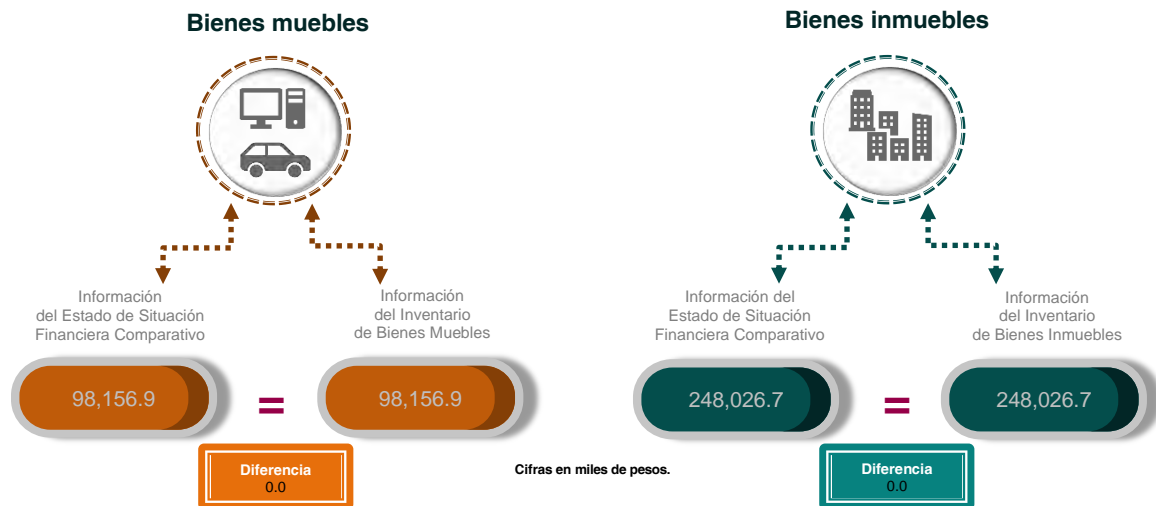 Bienes muebles
Información
del Estado de Situación
Financiera Comparativo
Información
del Inventario
de Bienes Muebles
98,156.9
=
98,156.9
Diferencia
0.0
Cifras en miles de pesos.
Bienes inmuebles
Información del
Estado de Situación
Financiera Comparativo
Información
del Inventario
de Bienes Inmuebles
248,026.7
=
248,026.7
Diferencia
0.0